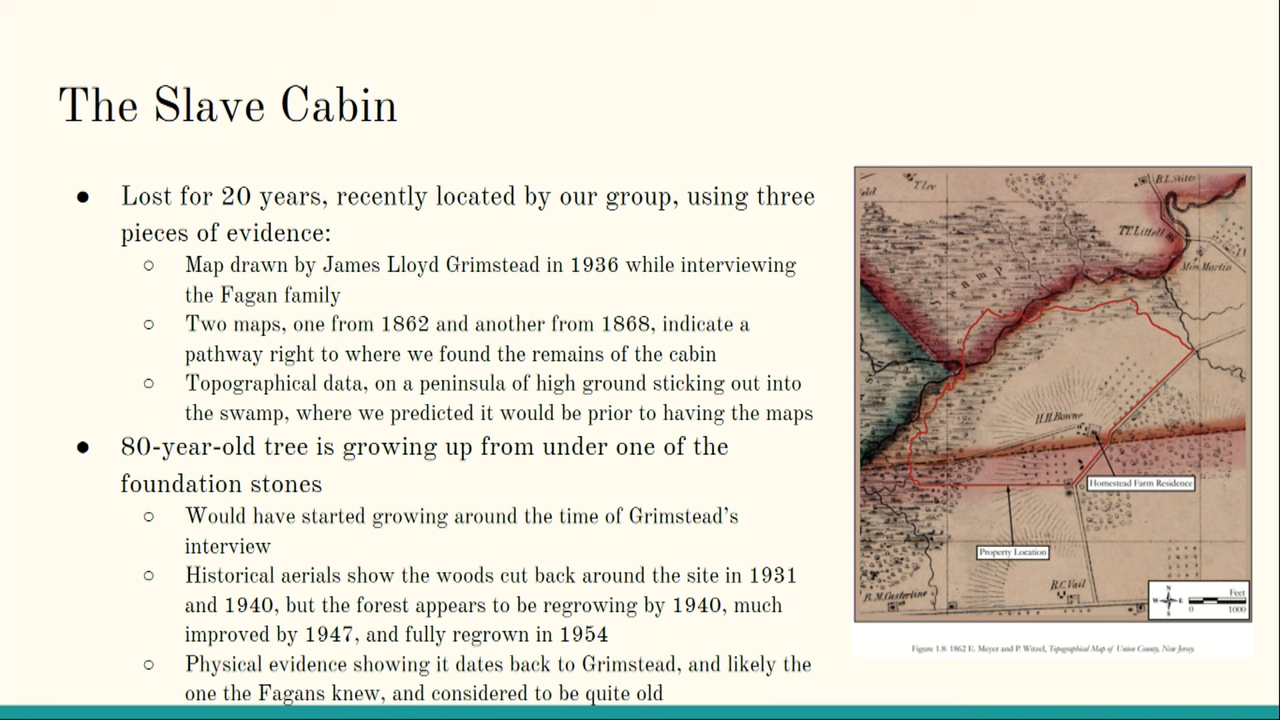 The Slave Cabin
● Lost for 20 years, recently located by our group, using three
pieces of evidence:
○ Map drawn by James Lloyd Grimstead in 1936 while interviewing
the Fagan family
○ Two maps, one from 1862 and another from 1868, indicate a
pathway right to where we found the remains of the cabin
○ Topographical data, on a peninsula of high ground sticking out into
the swamp, where we predicted it would be prior to having the maps
● 80-year-old tree is growing up from under one of the
foundation stones
○ Would have started growing around the time of Grimstead's
interview
○ Historical aerials show the woods cut back around the site in 1931
and 1940, but the forest appears to be regrowing by 1940, much
improved by 1947, and fully regrown in 1954
○ Physical evidence showing it dates back to Grimstead, and likely the
one the Fagans knew, and considered to be quite old
B.L. Stites
Littell
Martin
Swamp
H.H. Bowne
Homestead Farm Residence
Property Location
R.C. Vail
B.M. Casterline
N
W E
S
Feet
0 1000
Figure 1.8: 1862 E. Meyer and P. Witzel, Topographical Map of Union County, New Jersey.